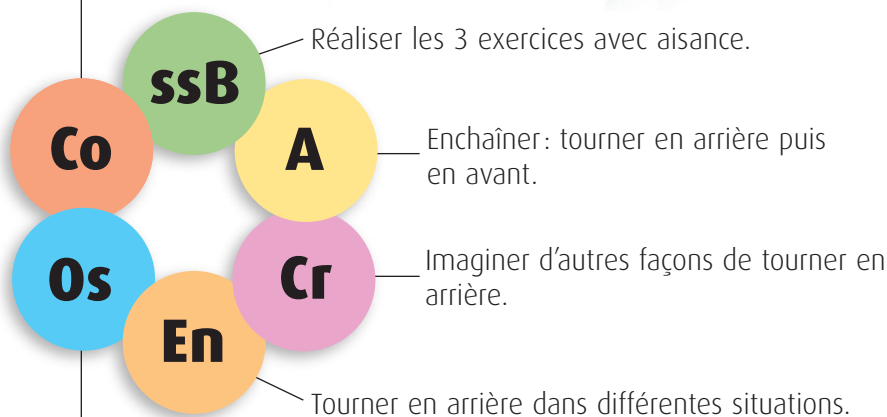 ssB
Réaliser les 3 exercices avec aisance.
Co
A
Enchaîner : tourner en arrière puis
en avant.
Os
Cr
Imaginer d'autres façons de tourner en
arrière.
En
Tourner en arrière dans différentes situations.